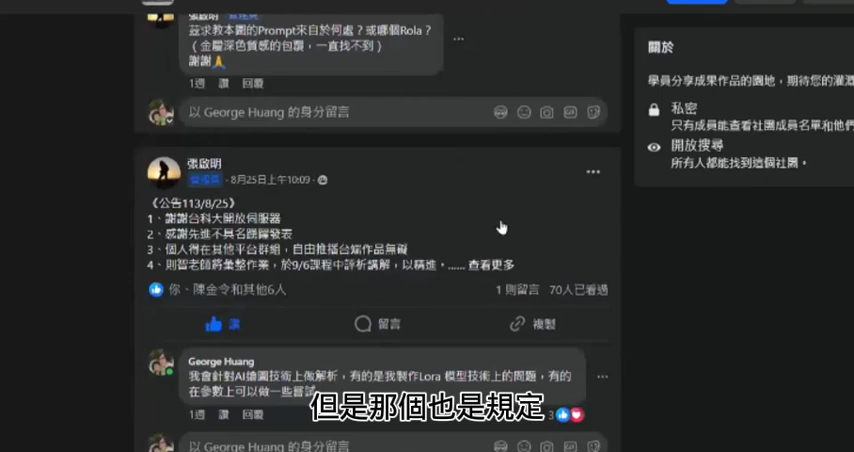 張啟明 管理員
茲求教本圖的Prompt來自於何處？或哪個Rola？
（金屬深色質感的包覆，一直找不到）
謝謝🙏
1週 讚 回覆
以 George Huang 的身分留言
張啟明
管理員 · 8月25日上午10:09 ·
《公告113/8/25》
1、謝謝台科大開放伺服器
2、感謝先進不具名踴躍發表
3、個人得在其他平台群組，自由推播台端作品無礙
4、則智老師將彙整作業，於9/6課程中評析講解，以精進。...... 查看更多
你、陳金令和其他6人
1 則留言 70人已看過
讚 留言 複製
George Huang
我會針對AI繪圖技術上做解析，有的是我製作Lora 模型技術上的問題，有的
在參數上可以做一些嘗試
1週 讚 回覆 3
以 George Huang 的身分留言
關於
學員分享成果作品的園地，期待您的灌溉
私密
只有成員能查看社團成員名單和他們
開放搜尋
所有人都能找到這個社團。
但是那個也是規定